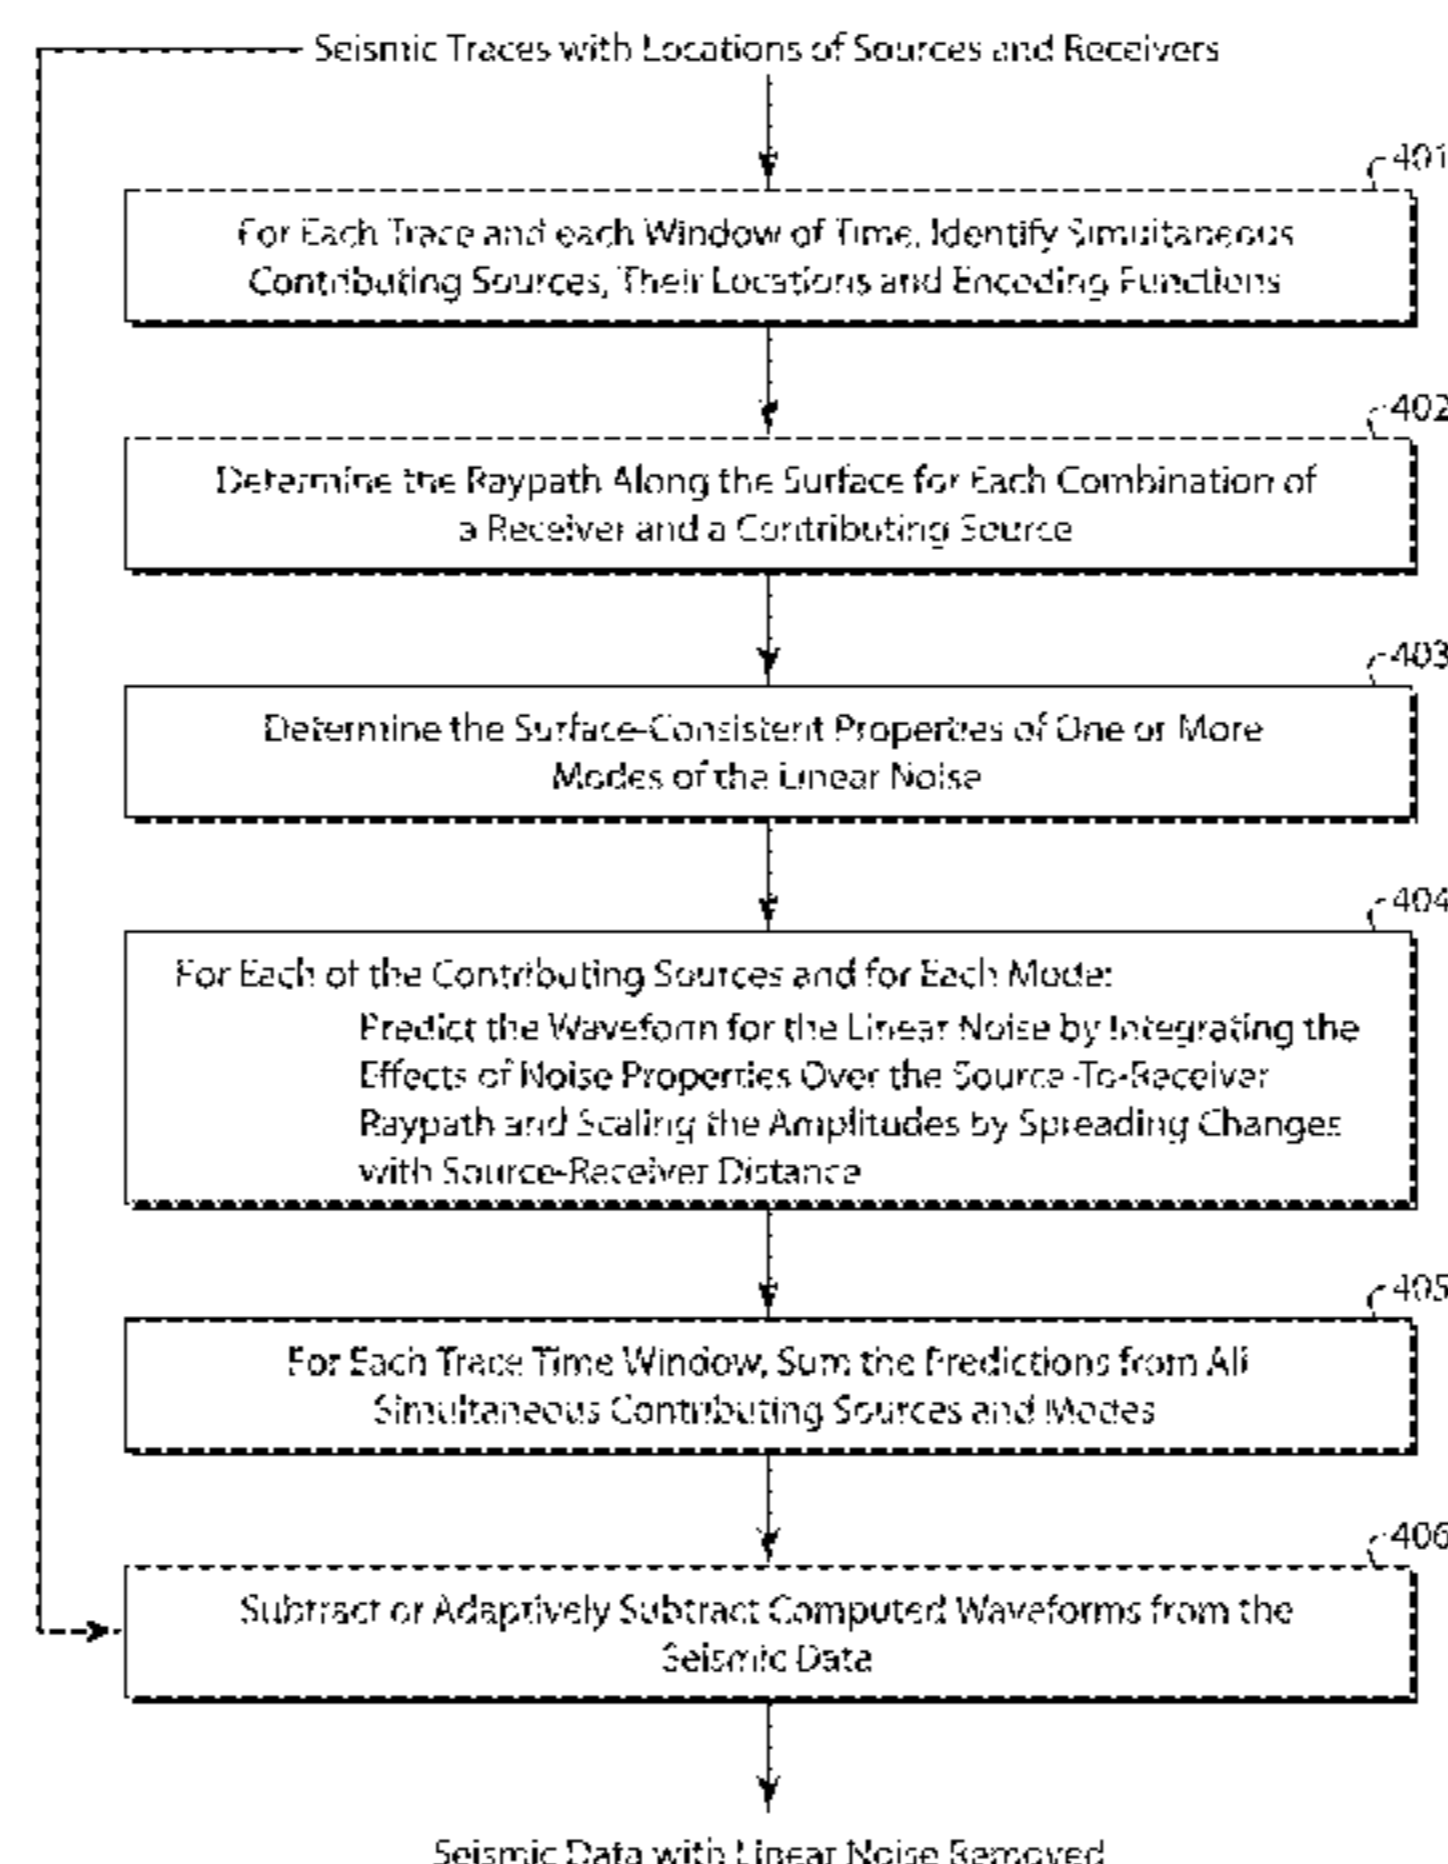 Seismic Traces with Locations of Sources and Receivers
401
For Each Trace and each Window of Time, Identify Simultaneous
Contributing Sources, Their Locations and Encoding Functions
402
Determine the Raypath Along the Surface for Each Combination of
a Receiver and a Contributing Source
403
Determine the Surface-Consistent Properties of One or More
Modes of the Linear Noise
404
For Each of the Contributing Sources and for Each Mode:
Predict the Waveform for the Linear Noise by Integrating the
Effects of Noise Properties Over the Source-To-Receiver
Raypath and Scaling the Amplitudes by Spreading Changes
with Source-Receiver Distance
405
For Each Trace Time Window, Sum the Predictions from All
Simultaneous Contributing Sources and Modes
406
Subtract or Adaptively Subtract Computed Waveforms from the
Seismic Data
Seismic Data with Linear Noise Removed